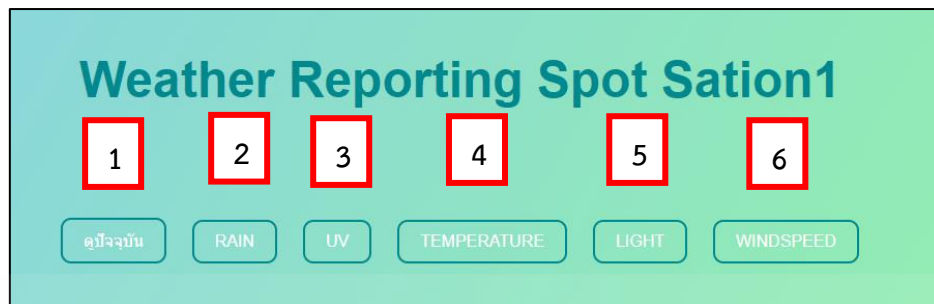 Weather Reporting Spot Sation1
1 2 3 4 5 6
ดูปัจจุบัน RAIN UV TEMPERATURE LIGHT WINDSPEED